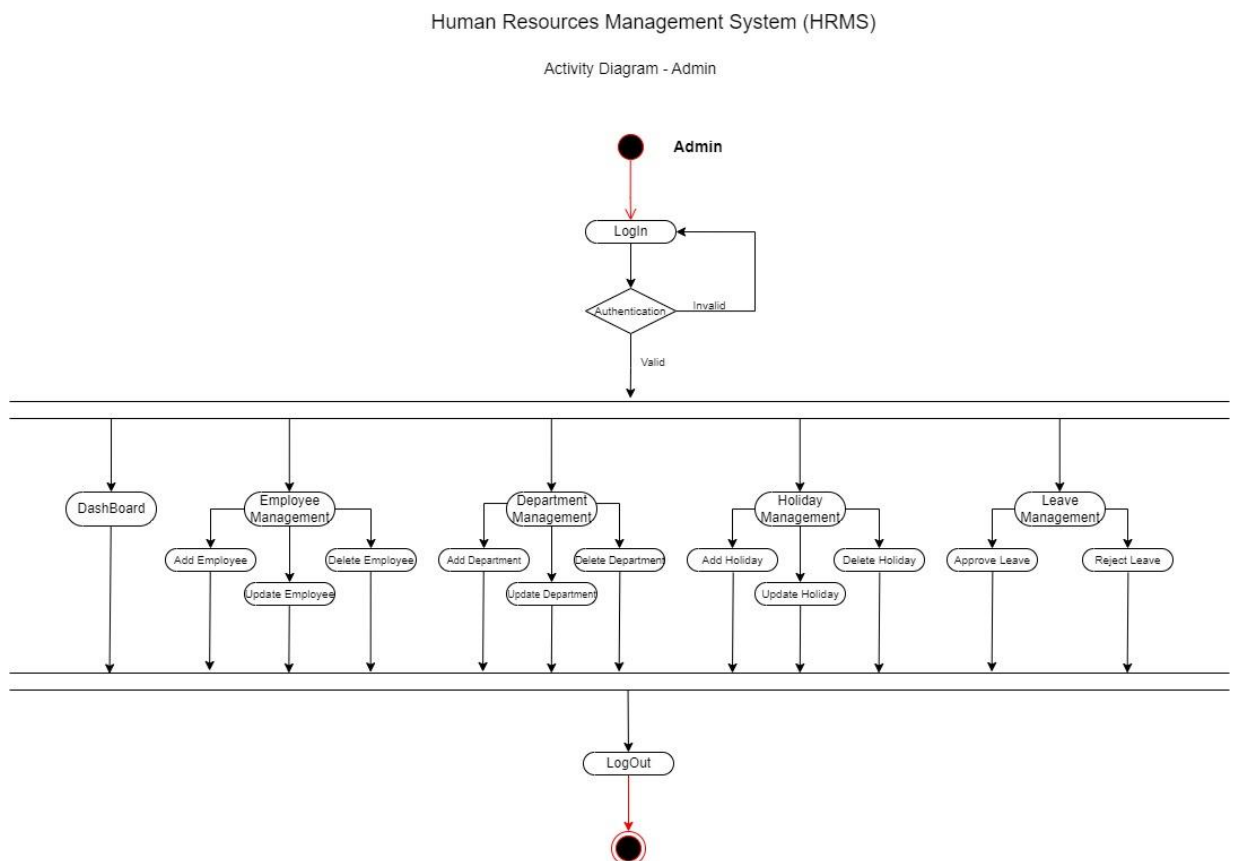 Human Resources Management System (HRMS)
Activity Diagram - Admin
Admin
LogIn
Authentication
Invalid
Valid
DashBoard
Employee
Management
Department
Management
Holiday
Management
Leave
Management
Add Employee
Delete Employee
Add Department
Delete Department
Add Holiday
Delete Holiday
Approve Leave
Reject Leave
Update Employee
Update Department
Update Holiday
LogOut